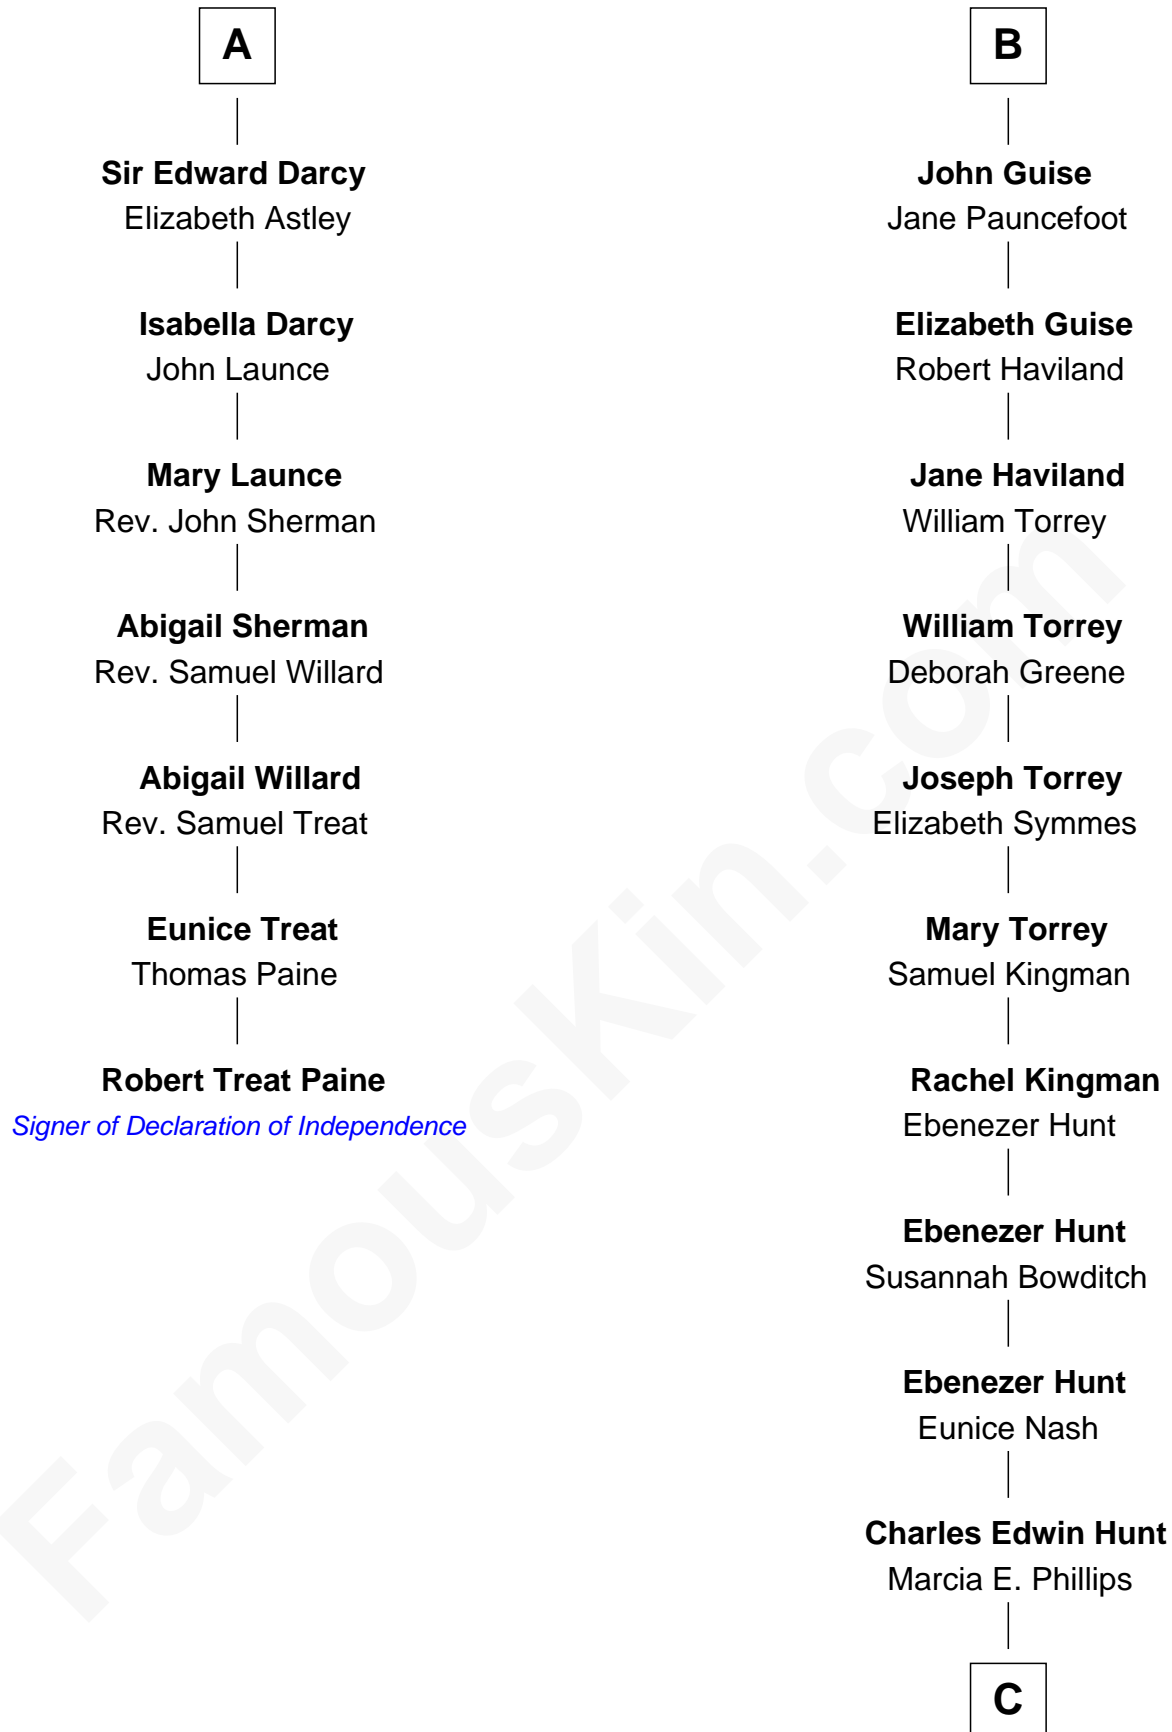 A
Sir Edward Darcy
Elizabeth Astley
Isabella Darcy
John Launce
Mary Launce
Rev. John Sherman
Abigail Sherman
Rev. Samuel Willard
Abigail Willard
Rev. Samuel Treat
Eunice Treat
Thomas Paine
Robert Treat Paine
Signer of Declaration of Independence
B
John Guise
Jane Pauncefoot
Elizabeth Guise
Robert Haviland
Jane Haviland
William Torrey
William Torrey
Deborah Greene
Joseph Torrey
Elizabeth Symmes
Mary Torrey
Samuel Kingman
Rachel Kingman
Ebenezer Hunt
Ebenezer Hunt
Susannah Bowditch
Ebenezer Hunt
Eunice Nash
Charles Edwin Hunt
Marcia E. Phillips
C
FamousKin.com